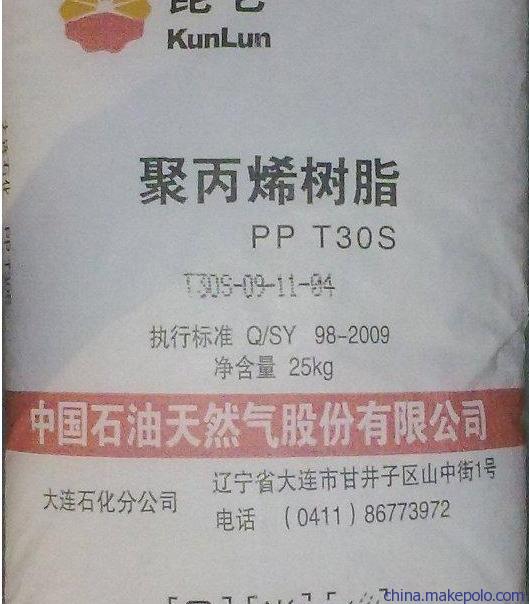 昆仑
KunLun
聚丙烯树脂
PP T30S
T30S-09-11-04
执行标准 Q/SY 98-2009
净含量 25kg
中国石油天然气股份有限公司
大连石化分公司
辽宁省大连市甘井子区山中街1号
电话 (0411) 86773972
china.makepolo.com